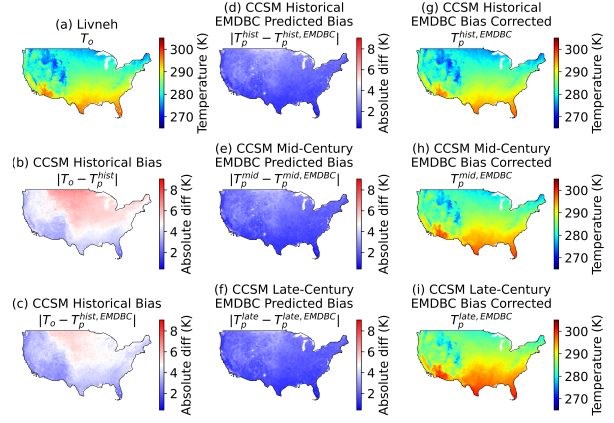 (a) Livneh
T_o
300
290
280
270
Temperature (K)
(d) CCSM Historical
EMDBC Predicted Bias
|T_p^hist − T_p^hist, EMDBC|
8
6
4
2
Absolute diff (K)
(g) CCSM Historical
EMDBC Bias Corrected
T_p^hist, EMDBC
300
290
280
270
Temperature (K)
(b) CCSM Historical Bias
|T_o − T_p^hist|
8
6
4
2
Absolute diff (K)
(e) CCSM Mid-Century
EMDBC Predicted Bias
|T_p^mid − T_p^mid, EMDBC|
8
6
4
2
Absolute diff (K)
(h) CCSM Mid-Century
EMDBC Bias Corrected
T_p^mid, EMDBC
300
290
280
270
Temperature (K)
(c) CCSM Historical Bias
|T_o − T_p^hist, EMDBC|
8
6
4
2
Absolute diff (K)
(f) CCSM Late-Century
EMDBC Predicted Bias
|T_p^late − T_p^late, EMDBC|
8
6
4
2
Absolute diff (K)
(i) CCSM Late-Century
EMDBC Bias Corrected
T_p^late, EMDBC
300
290
280
270
Temperature (K)